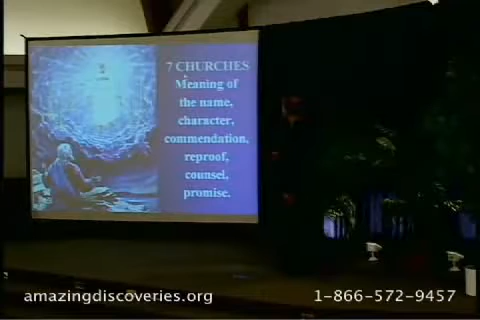 7 CHURCHES
Meaning of
the name,
character,
commendation,
reproof,
counsel,
promise.
amazingdiscoveries.org
1-866-572-9457